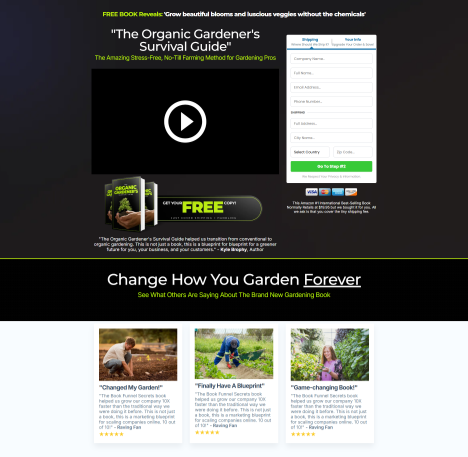 FREE BOOK Reveals: 'Grow beautiful blooms and luscious veggies without the chemicals'
"The Organic Gardener's
Survival Guide"
The Amazing Stress-Free, No-Till Farming Method for Gardening Pros
ORGANIC
GARDENER'S
GET YOUR FREE COPY!
JUST COVER SHIPPING + HANDLING
"The Organic Gardener's Survival Guide helped us transition from conventional to
organic gardening. This is not just a book, this is a blueprint for a greener
future for you, your business, and your customers." - Kyle Brophy, Author
Shipping
Your Info
Company Name...
Full Name...
Email Address...
Phone Number...
SHIPPING
Full Address...
City Name...
Select Country
Zip Code...
Go To Step #2
We Respect Your Privacy & Information
VISA
This Amazon #1 International Best-Selling Book
Normally Retails at $19.95 but we bought it for you. All
we ask is that you cover the tiny shipping fee.
Change How You Garden Forever
See What Others Are Saying About The Brand New Gardening Book
"Changed My Garden!"
"The Book Funnel Secrets book
helped us grow our company 10X
faster than the traditional way we
were doing it before. This is not just
a book, this is a marketing blueprint
for scaling companies online. 10 out
of 10!" - Raving Fan
"Finally Have A Blueprint"
"The Book Funnel Secrets book
helped us grow our company 10X
faster than the traditional way we
were doing it before. This is not just
a book, this is a marketing blueprint
for scaling companies online. 10 out
of 10!" - Raving Fan
"Game-changing Book!"
"The Book Funnel Secrets book
helped us grow our company 10X
faster than the traditional way we
were doing it before. This is not just
a book, this is a marketing blueprint
for scaling companies online. 10 out
of 10!" - Raving Fan